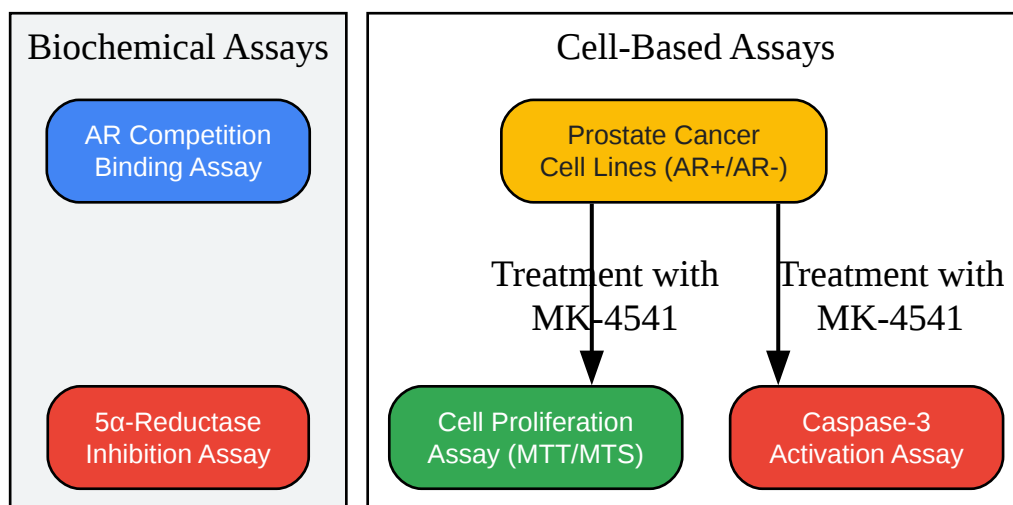 Biochemical Assays
AR Competition
Binding Assay
5α-Reductase
Inhibition Assay
Cell-Based Assays
Prostate Cancer
Cell Lines (AR+/AR-)
Treatment with
MK-4541
Treatment with
MK-4541
Cell Proliferation
Assay (MTT/MTS)
Caspase-3
Activation Assay